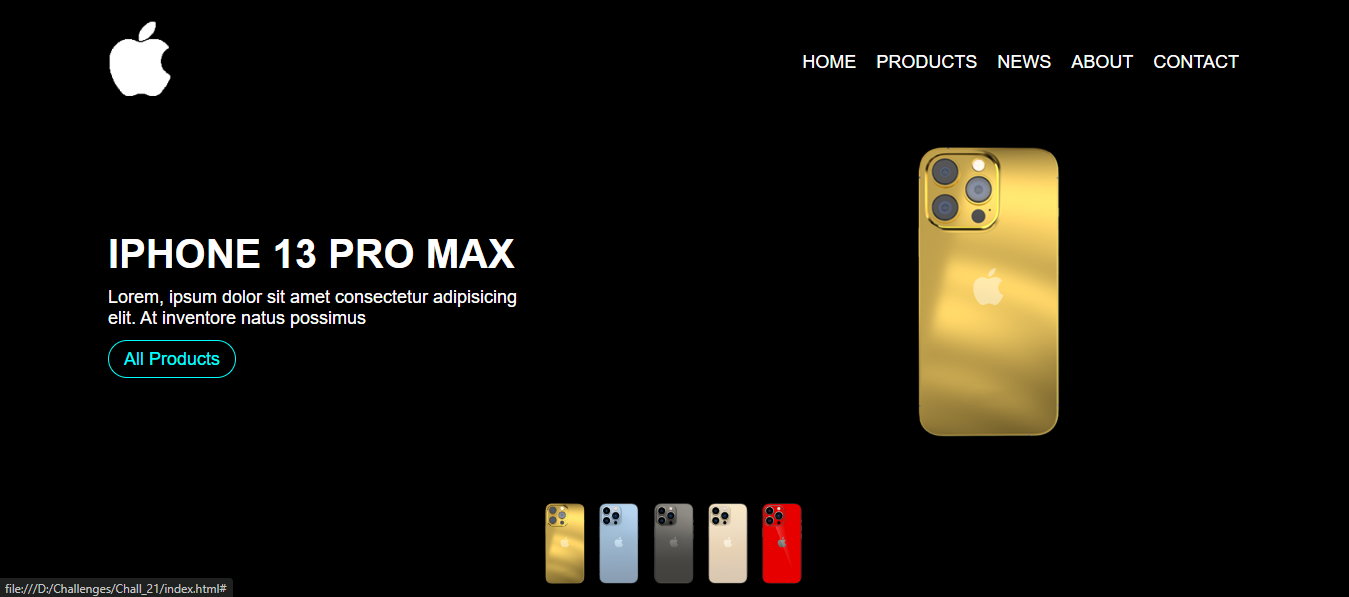 HOME PRODUCTS NEWS ABOUT CONTACT
IPHONE 13 PRO MAX
Lorem, ipsum dolor sit amet consectetur adipisicing
elit. At inventore natus possimus
All Products
file:///D:/Challenges/Chall_21/index.html#